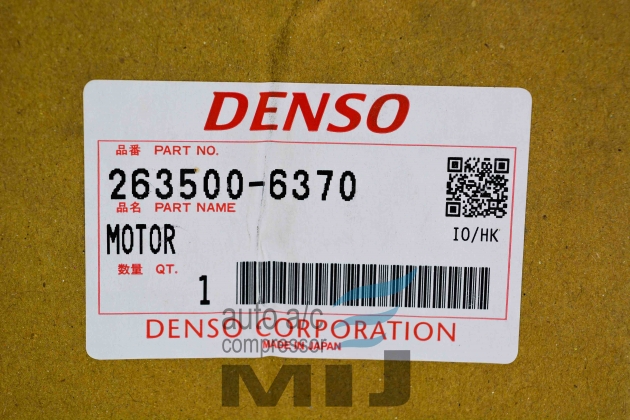 DENSO
品番 PART NO.
263500-6370
品名 PART NAME
MOTOR
IO/HK
数量 QT.
1
auto a/c
DENSO CORPORATION
compressor
MADE IN JAPAN
MIJ